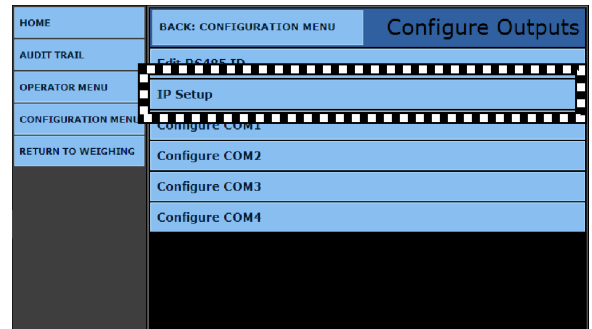 HOME
AUDIT TRAIL
OPERATOR MENU
CONFIGURATION MENU
RETURN TO WEIGHING
BACK: CONFIGURATION MENU
Configure Outputs
Edit RS485 ID
IP Setup
Configure COM1
Configure COM2
Configure COM3
Configure COM4